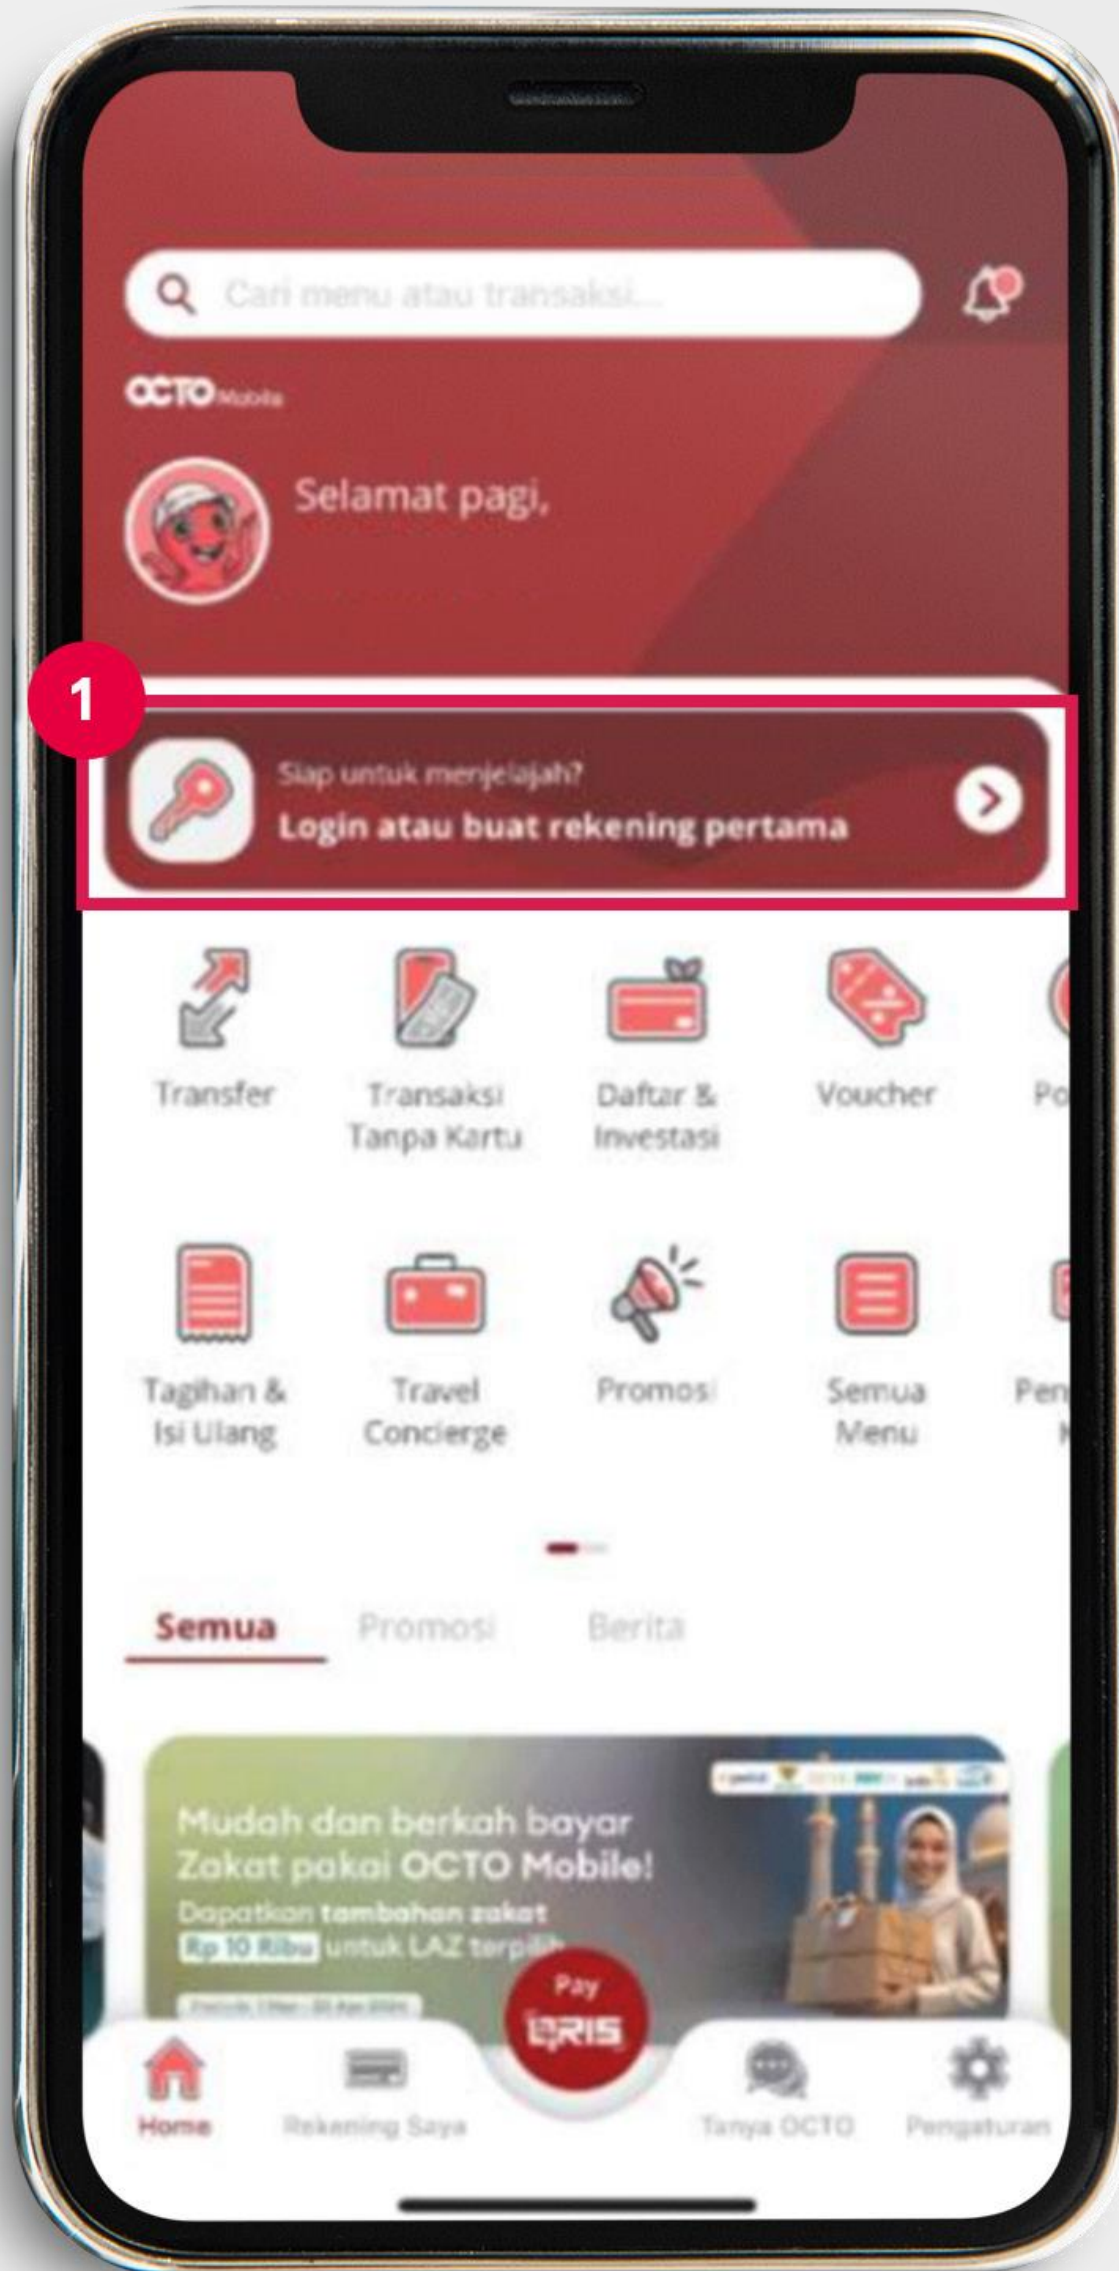 Cari menu atau transaksi...
OCTO Mobile
Selamat pagi,
1
Siap untuk menjelajah?
Login atau buat rekening pertama
Transfer
Transaksi
Tanpa Kartu
Daftar &
Investasi
Voucher
Po
Tagihan &
Isi Ulang
Travel
Concierge
Promosi
Semua
Menu
Pen
Semua
Promosi
Berita
Mudah dan berkah bayar
Zakat pakai OCTO Mobile!
Dapatkan tambahan zakat
Rp 10 Ribu untuk LAZ terpilih
Pay
QRIS
Home
Rekening Saya
Tanya OCTO
Pengaturan